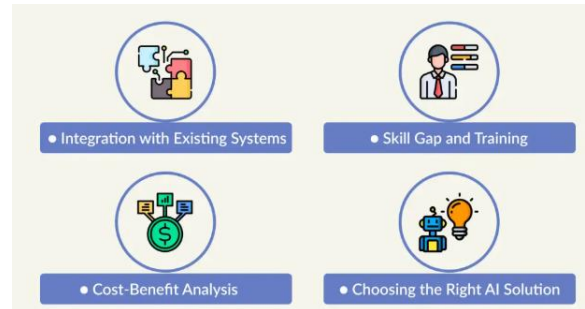 • Integration with Existing Systems
• Skill Gap and Training
• Cost-Benefit Analysis
• Choosing the Right AI Solution